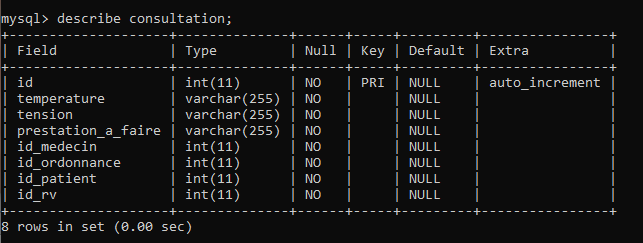 mysql> describe consultation;
+--------------------+--------------+------+-----+---------+----------------+
| Field              | Type         | Null | Key | Default | Extra          |
+--------------------+--------------+------+-----+---------+----------------+
| id                 | int(11)      | NO   | PRI | NULL    | auto_increment |
| temperature        | varchar(255) | NO   |     | NULL    |                |
| tension            | varchar(255) | NO   |     | NULL    |                |
| prestation_a_faire | varchar(255) | NO   |     | NULL    |                |
| id_medecin         | int(11)      | NO   |     | NULL    |                |
| id_ordonnance      | int(11)      | NO   |     | NULL    |                |
| id_patient         | int(11)      | NO   |     | NULL    |                |
| id_rv              | int(11)      | NO   |     | NULL    |                |
+--------------------+--------------+------+-----+---------+----------------+
8 rows in set (0.00 sec)